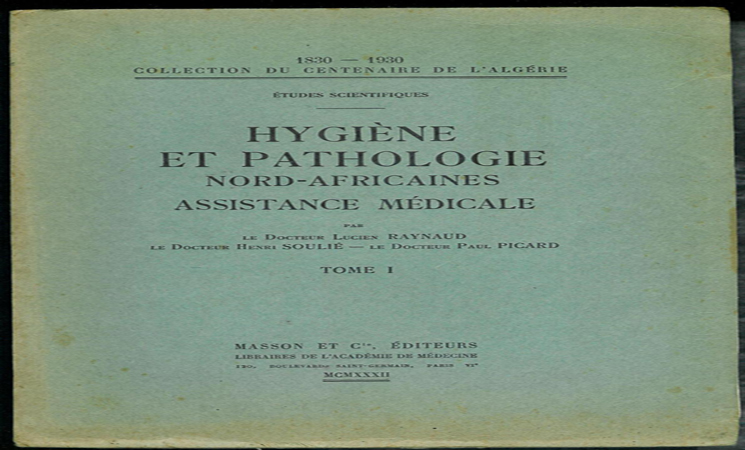 1830 — 1930
COLLECTION DU CENTENAIRE DE L'ALGÉRIE
ÉTUDES SCIENTIFIQUES
HYGIÈNE
ET PATHOLOGIE
NORD-AFRICAINES
ASSISTANCE MÉDICALE
PAR
LE DOCTEUR LUCIEN RAYNAUD
LE DOCTEUR HENRI SOULIÉ — LE DOCTEUR PAUL PICARD
TOME I
MASSON ET Cie, ÉDITEURS
LIBRAIRES DE L'ACADÉMIE DE MÉDECINE
120, BOULEVARD SAINT-GERMAIN, PARIS VIe
MCMXXXII